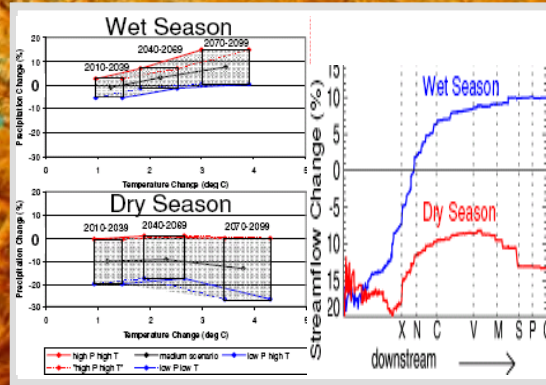 Wet Season
Precipitation Change (%)
20
10
0
-10
-20
-30
2010-2039
2040-2069
2070-2099
0 1 2 3 4 5
Temperature Change (deg C)
Dry Season
Precipitation Change (%)
20
10
0
-10
-20
-30
2010-2039
2040-2069
2070-2099
0 1 2 3 4 5
Temperature Change (deg C)
high P high T
medium scenario
low P high T
"high P high T"
low P low T
Streamflow Change (%)
15
10
5
0
5
10
15
20
Wet Season
Dry Season
X N C V M S P
downstream